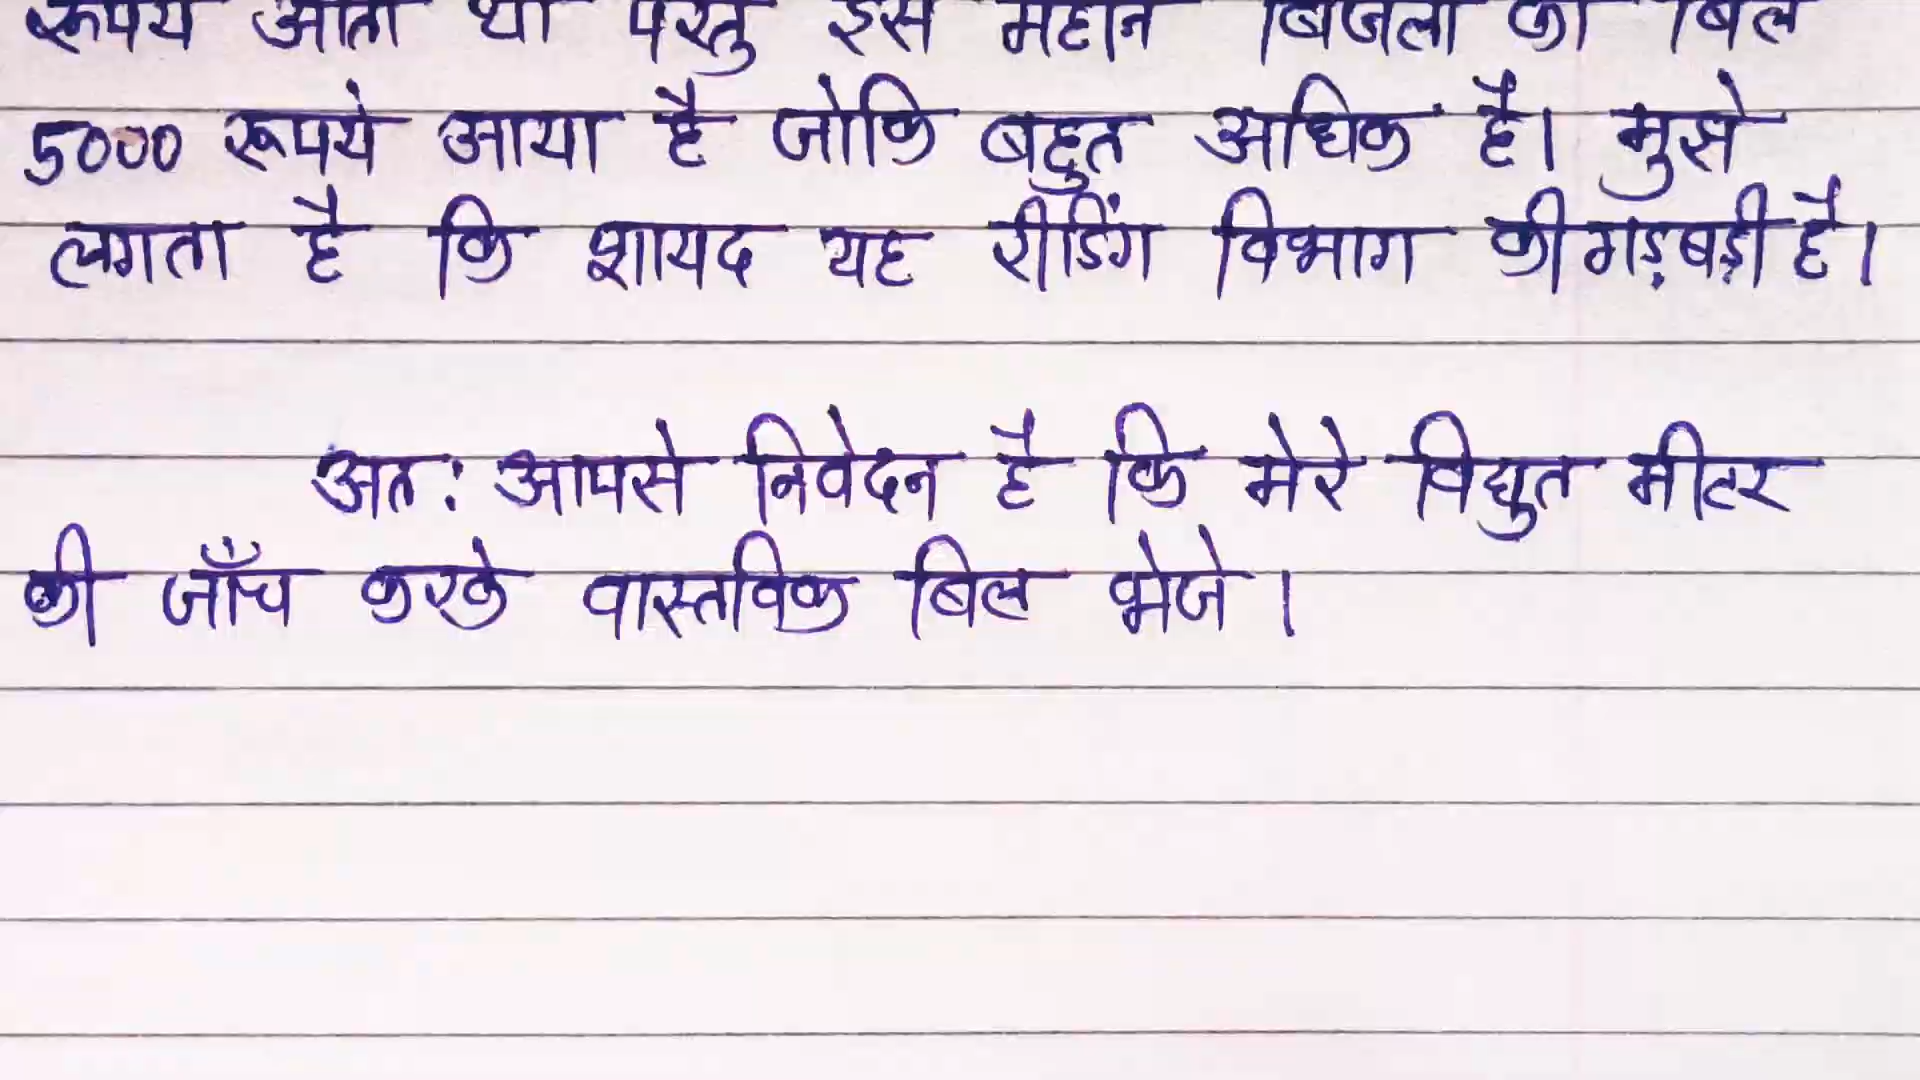 रूपये आता था परन्तु इस महीने बिजली का बिल
5000 रूपये आया है जोकि बहुत अधिक है। मुझे
लगता है कि शायद यह रीडिंग विभाग की गड़बड़ी है।
अत: आपसे निवेदन है कि मेरे विद्युत मीटर
की जाँच करके वास्तविक बिल भेजे।